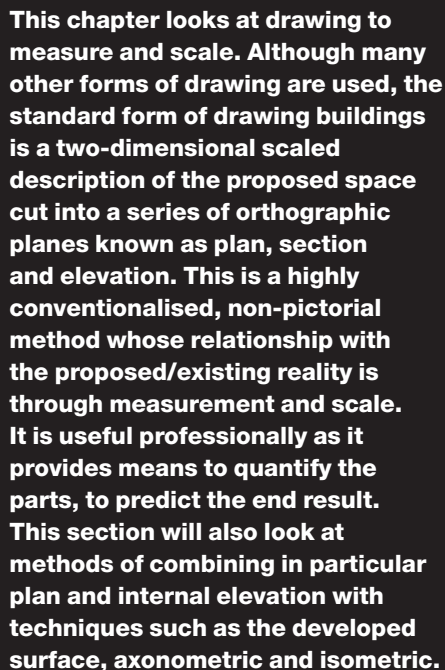 This chapter looks at drawing to
measure and scale. Although many
other forms of drawing are used, the
standard form of drawing buildings
is a two-dimensional scaled
description of the proposed space
cut into a series of orthographic
planes known as plan, section
and elevation. This is a highly
conventionalised, non-pictorial
method whose relationship with
the proposed/existing reality is
through measurement and scale.
It is useful professionally as it
provides means to quantify the
parts, to predict the end result.
This section will also look at
methods of combining in particular
plan and internal elevation with
techniques such as the developed
surface, axonometric and isometric.